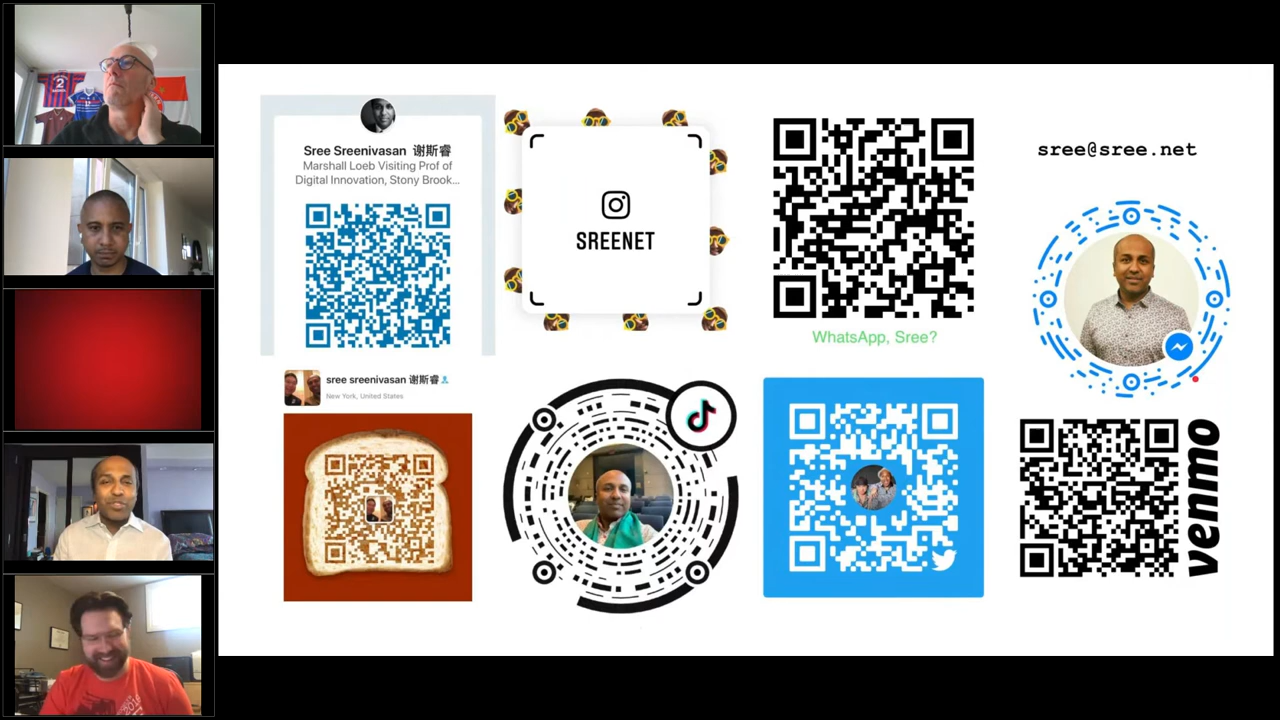 Sree Sreenivasan 谢斯睿
Marshall Loeb Visiting Prof of
Digital Innovation, Stony Brook...
SREENET
WhatsApp, Sree?
sree@sree.net
sree sreenivasan 谢斯睿
New York, United States
venmo
2